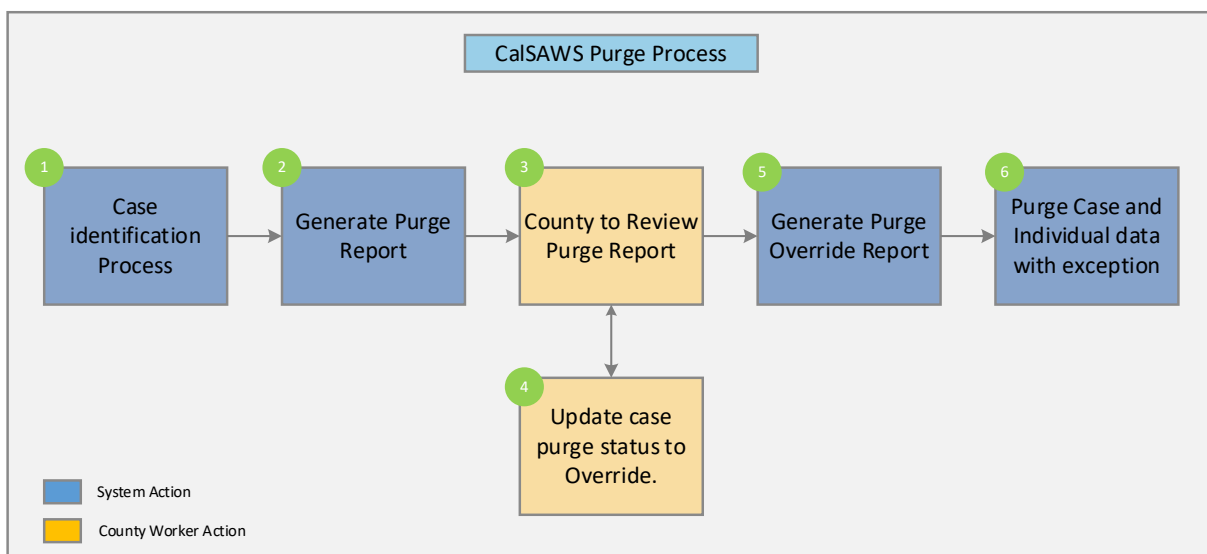 CalSAWS Purge Process
1
Case
identification
Process
2
Generate Purge
Report
3
County to Review
Purge Report
4
Update case
purge status to
Override.
5
Generate Purge
Override Report
6
Purge Case and
Individual data
with exception
System Action
County Worker Action